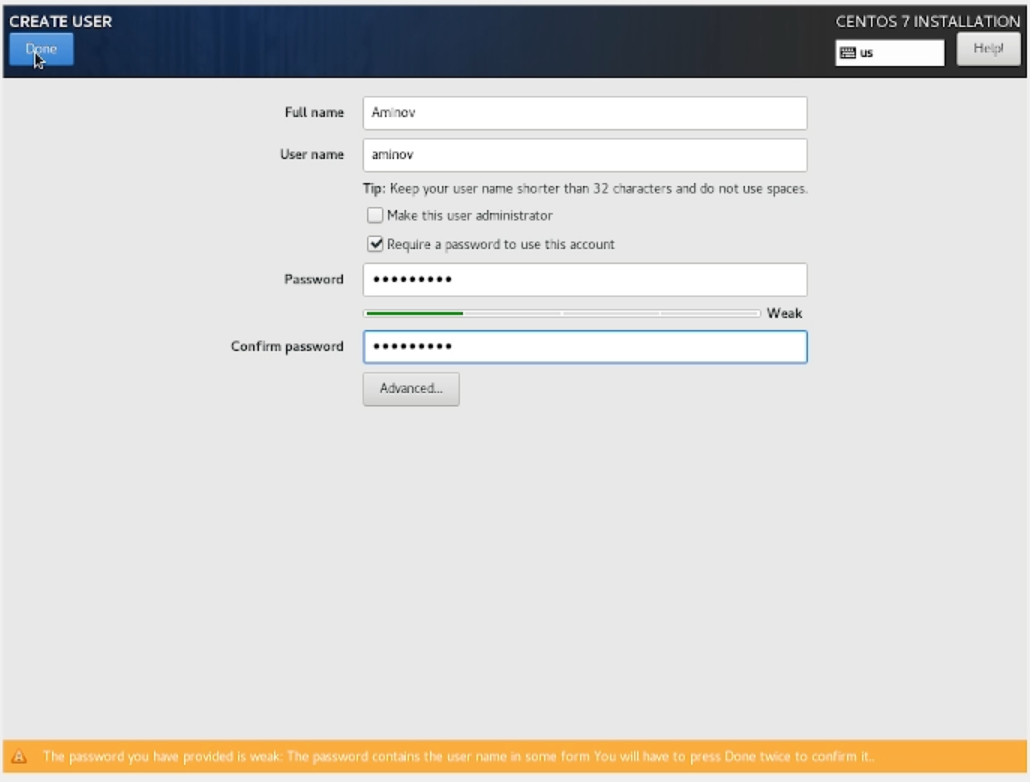 CREATE USER
CENTOS 7 INSTALLATION
Done
us
Help!
Full name
Aminov
User name
aminov
Tip: Keep your user name shorter than 32 characters and do not use spaces.
Make this user administrator
Require a password to use this account
Password
•••••••••
Weak
Confirm password
•••••••••
Advanced...
The password you have provided is weak: The password contains the user name in some form You will have to press Done twice to confirm it..